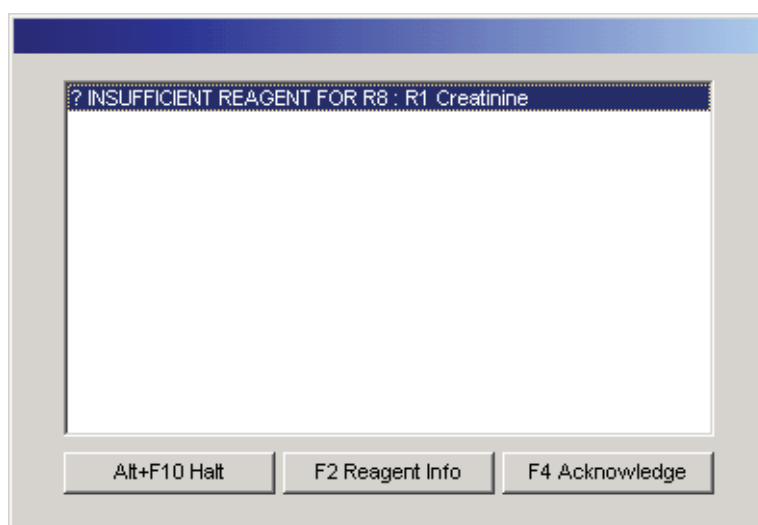 ? INSUFFICIENT REAGENT FOR R8 : R1 Creatinine
Alt+F10 Halt
F2 Reagent Info
F4 Acknowledge